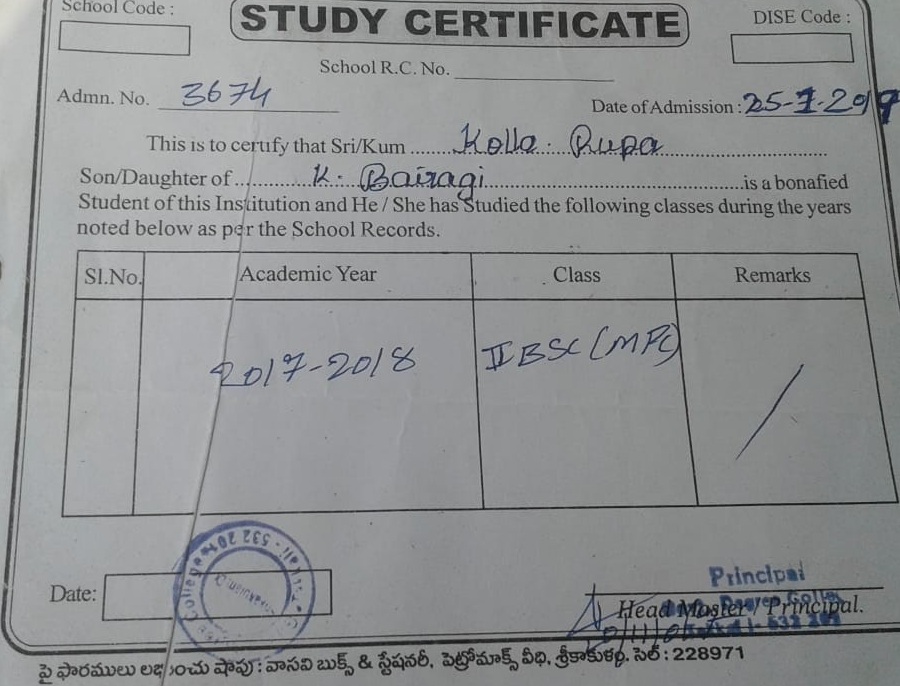 School Code :
STUDY CERTIFICATE
DISE Code :
School R.C. No.
Admn. No. 3674
Date of Admission : 25-7-2017
This is to certify that Sri/Kum Kolla. Rupa
Son/Daughter of K. Bairagi is a bonafied
Student of this Institution and He / She has Studied the following classes during the years
noted below as per the School Records.
Sl.No. Academic Year Class Remarks
2017-2018 II BSC (MPC) /
Date:
Principal
Head Master / Principal.
పై ఫారములు లభించు షాపు : వాసవి బుక్స్ & స్టేషనరీ, పెట్రోమాక్స్ వీధి, శ్రీకాకుళం. సెల్ : 228971